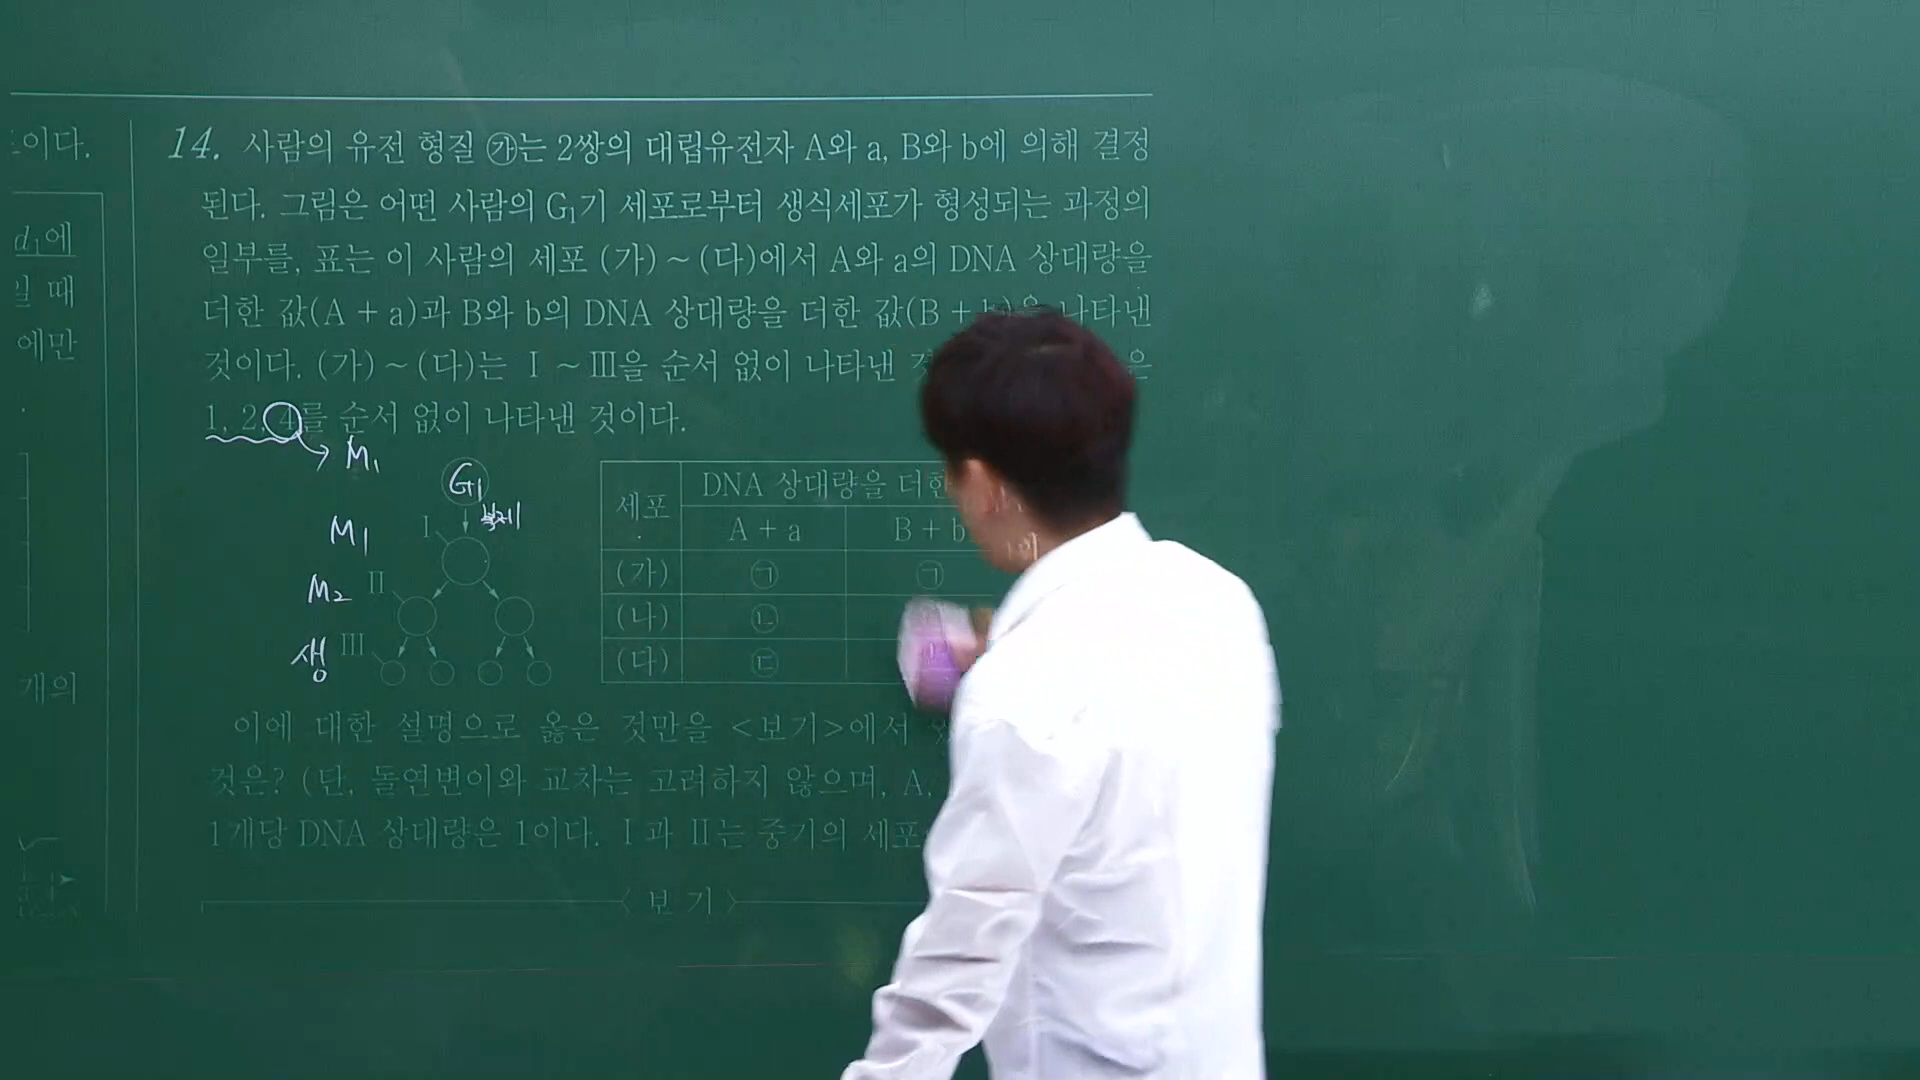 이다.
d₁에
일 때
에만
개의
14. 사람의 유전 형질 ㉮는 2쌍의 대립유전자 A와 a, B와 b에 의해 결정
된다. 그림은 어떤 사람의 G₁기 세포로부터 생식세포가 형성되는 과정의
일부를, 표는 이 사람의 세포 (가) ~ (다)에서 A와 a의 DNA 상대량을
더한 값(A + a)과 B와 b의 DNA 상대량을 더한 값(B + b)을 나타낸
것이다. (가) ~ (다)는 Ⅰ ~ Ⅲ을 순서 없이 나타낸 은
1, 2, 4를 순서 없이 나타낸 것이다.
M₁
G₁
복제
M₁ Ⅰ
M₂ Ⅱ
생 Ⅲ
세포 DNA 상대량을 더한
A + a B + b
(가) ㉠ ㉠
(나) ㉡
(다) ㉢
이에 대한 설명으로 옳은 것만을 <보기>에서
것은? (단, 돌연변이와 교차는 고려하지 않으며, A,
1개당 DNA 상대량은 1이다. Ⅰ과 Ⅱ는 중기의 세포
<보 기>